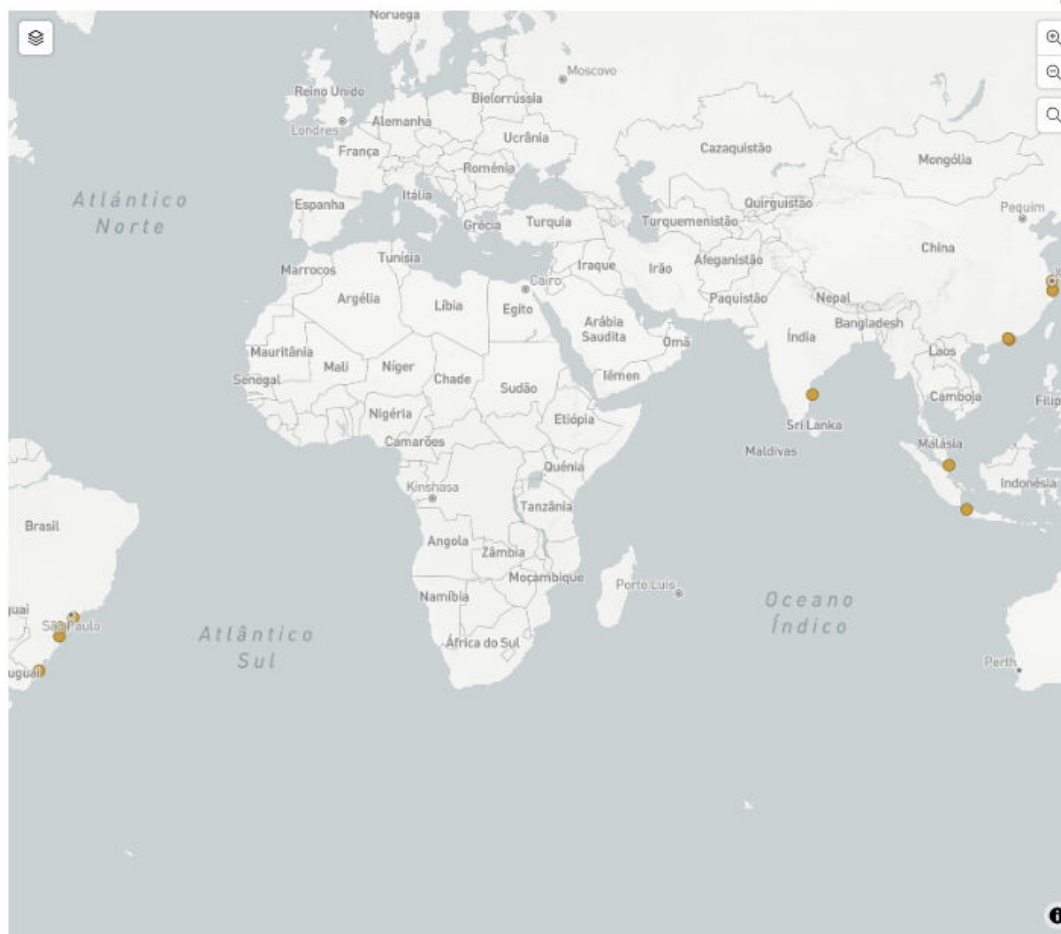 Noruega
Moscovo
Reino Unido
Bielorrússia
Londres
Alemanha
Ucrânia
França
Cazaquistão
Mongólia
Roménia
Atlântico
Norte
Itália
Espanha
Quirguistão
Pequim
Grécia
Turquia
Turquemenistão
China
Tunísia
Afeganistão
Marrocos
Iraque
Irão
Cairo
Argélia
Líbia
Egito
Paquistão
Nepal
Arábia
Saudita
Bangladesh
Omã
Índia
Mauritânia
Mali
Níger
Laos
Senegal
Chade
Sudão
Iémen
Camboja
Filip
Nigéria
Etiópia
Sri Lanka
Camarões
Malásia
Maldivas
Quénia
Indonésia
Kinshasa
Tanzânia
Brasil
Angola
Zâmbia
Moçambique
Porto Luís
Namíbia
Oceano
Índico
guai
São Paulo
Atlântico
Sul
África do Sul
Perth
uguai